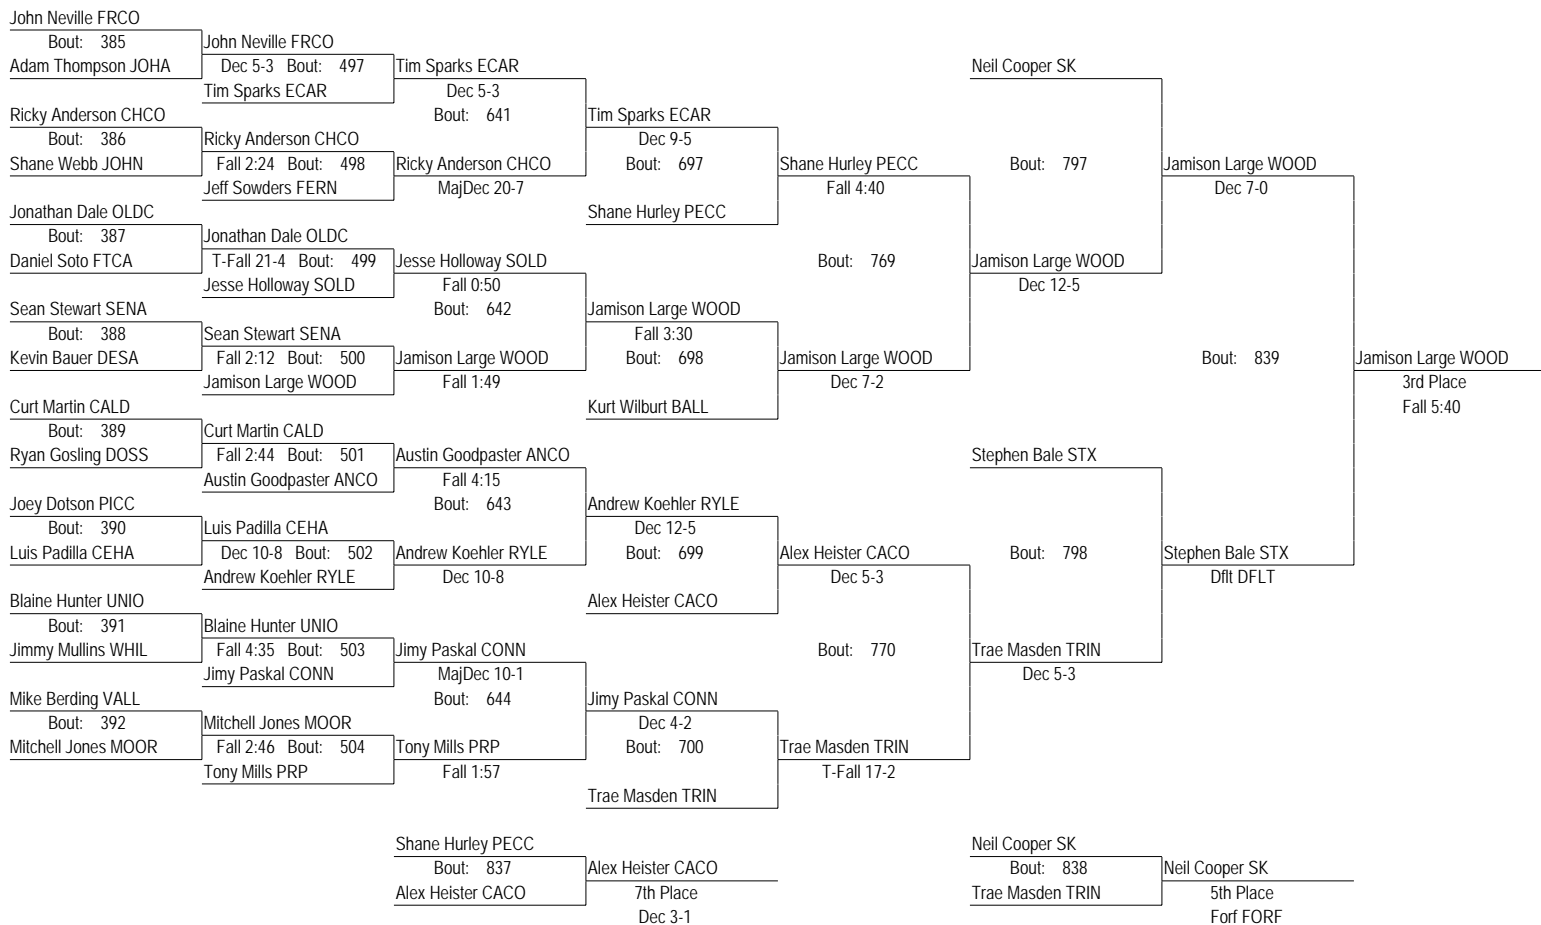 John Neville FRCO
Bout: 385 John Neville FRCO
Adam Thompson JOHA Dec 5-3 Bout: 497 Tim Sparks ECAR Neil Cooper SK
Tim Sparks ECAR Dec 5-3
Ricky Anderson CHCO Bout: 641 Tim Sparks ECAR
Bout: 386 Ricky Anderson CHCO Dec 9-5
Shane Webb JOHN Fall 2:24 Bout: 498 Ricky Anderson CHCO Bout: 697 Shane Hurley PECC Bout: 797 Jamison Large WOOD
Jeff Sowders FERN MajDec 20-7 Fall 4:40 Dec 7-0
Jonathan Dale OLDC Shane Hurley PECC
Bout: 387 Jonathan Dale OLDC
Daniel Soto FTCA T-Fall 21-4 Bout: 499 Jesse Holloway SOLD Bout: 769 Jamison Large WOOD
Jesse Holloway SOLD Fall 0:50 Dec 12-5
Sean Stewart SENA Bout: 642 Jamison Large WOOD
Bout: 388 Sean Stewart SENA Fall 3:30
Kevin Bauer DESA Fall 2:12 Bout: 500 Jamison Large WOOD Bout: 698 Jamison Large WOOD Bout: 839 Jamison Large WOOD
Jamison Large WOOD Fall 1:49 Dec 7-2 3rd Place
Curt Martin CALD Kurt Wilburt BALL Fall 5:40
Bout: 389 Curt Martin CALD
Ryan Gosling DOSS Fall 2:44 Bout: 501 Austin Goodpaster ANCO Stephen Bale STX
Austin Goodpaster ANCO Fall 4:15
Joey Dotson PICC Bout: 643 Andrew Koehler RYLE
Bout: 390 Luis Padilla CEHA Dec 12-5
Luis Padilla CEHA Dec 10-8 Bout: 502 Andrew Koehler RYLE Bout: 699 Alex Heister CACO Bout: 798 Stephen Bale STX
Andrew Koehler RYLE Dec 10-8 Dec 5-3 Dflt DFLT
Blaine Hunter UNIO Alex Heister CACO
Bout: 391 Blaine Hunter UNIO
Jimmy Mullins WHIL Fall 4:35 Bout: 503 Jimy Paskal CONN Bout: 770 Trae Masden TRIN
Jimy Paskal CONN MajDec 10-1 Dec 5-3
Mike Berding VALL Bout: 644 Jimy Paskal CONN
Bout: 392 Mitchell Jones MOOR Dec 4-2
Mitchell Jones MOOR Fall 2:46 Bout: 504 Tony Mills PRP Bout: 700 Trae Masden TRIN
Tony Mills PRP Fall 1:57 T-Fall 17-2
Trae Masden TRIN
Shane Hurley PECC Neil Cooper SK
Bout: 837 Alex Heister CACO Bout: 838 Neil Cooper SK
Alex Heister CACO 7th Place Trae Masden TRIN 5th Place
Dec 3-1 Forf FORF